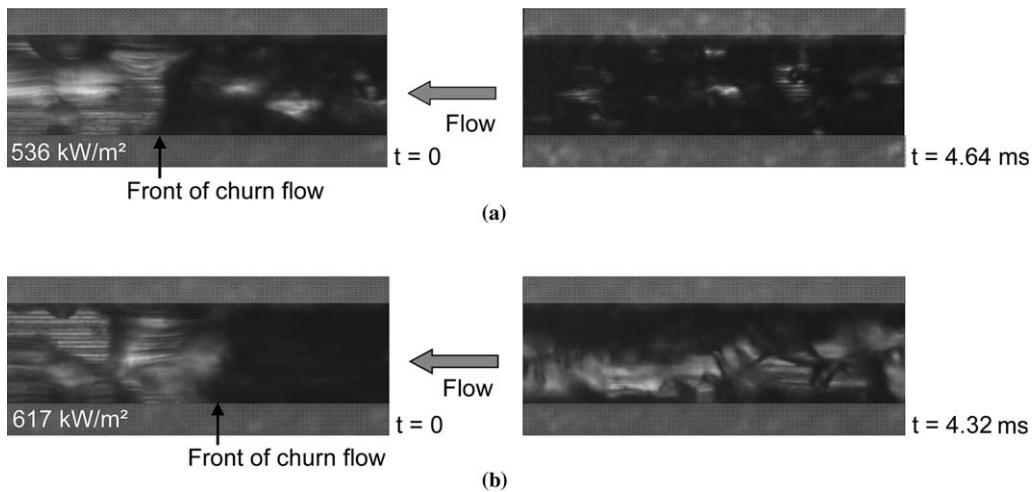 536 kW/m²
t = 0
Flow
t = 4.64 ms
Front of churn flow
(a)
617 kW/m²
t = 0
Flow
t = 4.32 ms
Front of churn flow
(b)